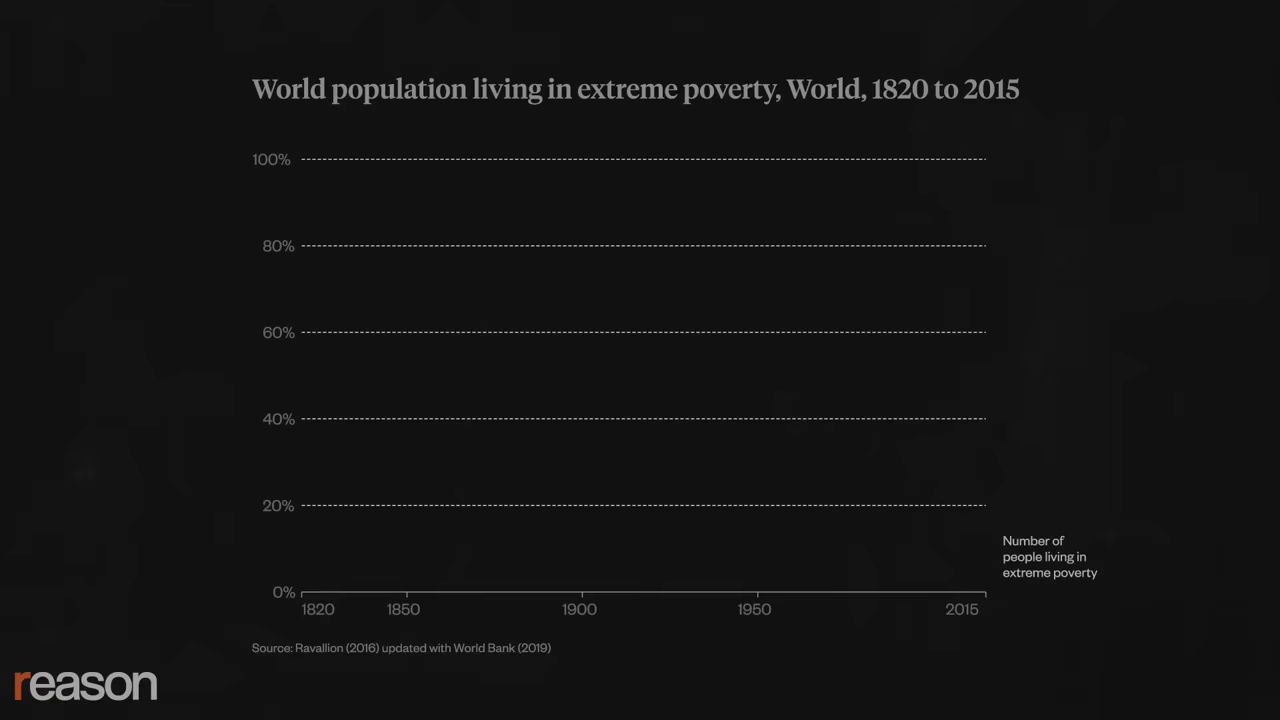 World population living in extreme poverty, World, 1820 to 2015
100%
80%
60%
40%
20%
Number of
people living in
extreme poverty
0%
1820 1850 1900 1950 2015
Source: Ravallion (2016) updated with World Bank (2019)
reason